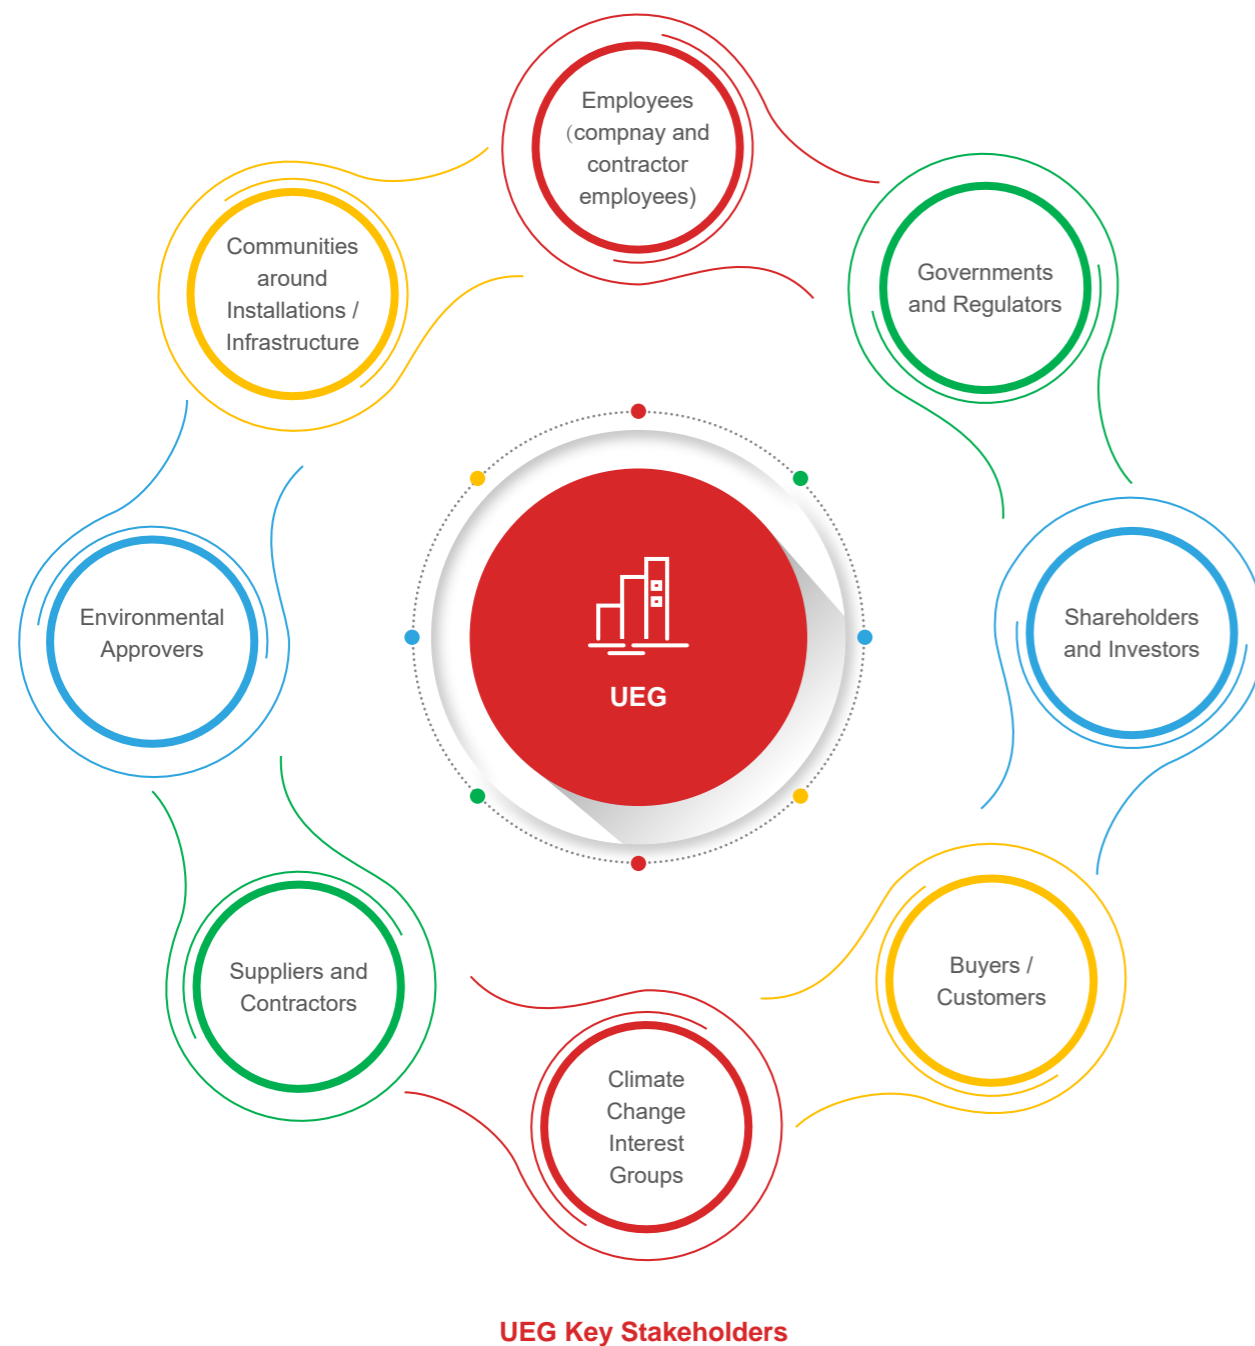 Employees
(compnay and
contractor
employees)
Governments
and Regulators
Shareholders
and Investors
Buyers /
Customers
Climate
Change
Interest
Groups
Suppliers and
Contractors
Environmental
Approvers
Communities
around
Installations /
Infrastructure
UEG
UEG Key Stakeholders